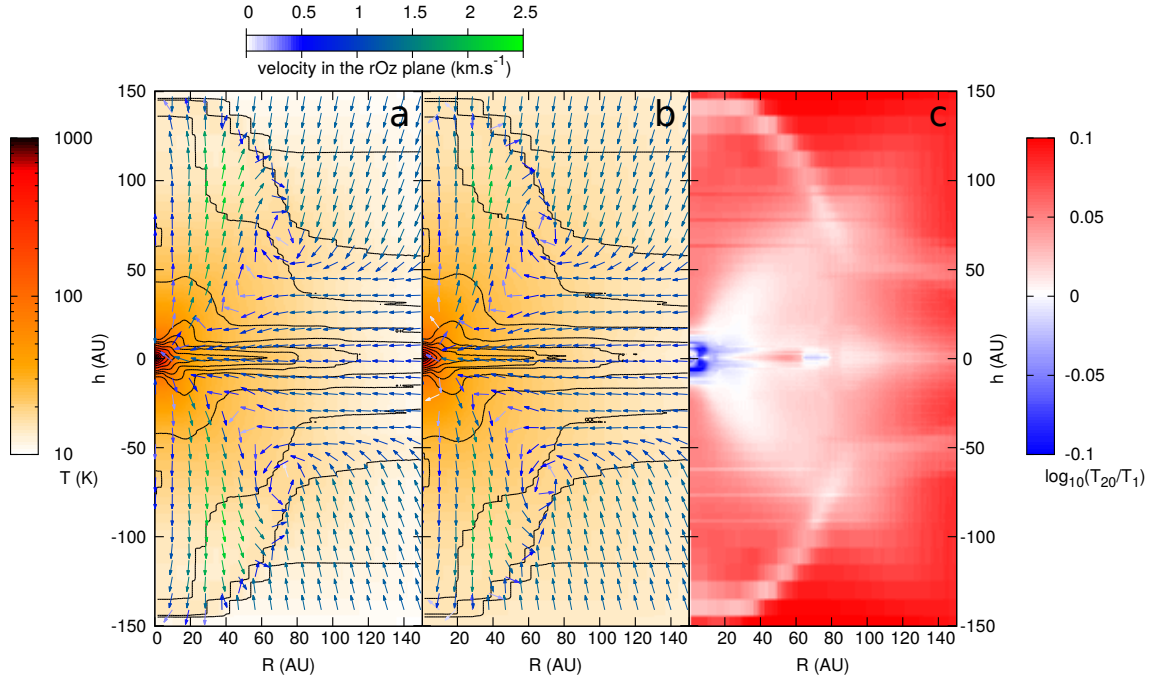 0 0.5 1 1.5 2 2.5
velocity in the rOz plane (km.s⁻¹)
a b c
1000
100
10
T (K)
150
100
50
0
-50
-100
-150
h (AU)
0 20 40 60 80 100 120 140
R (AU)
20 40 60 80 100 120 140
R (AU)
20 40 60 80 100 120 140
R (AU)
150
100
50
0
-50
-100
-150
h (AU)
0.1
0.05
0
-0.05
-0.1
log₁₀(T₂₀/T₁)